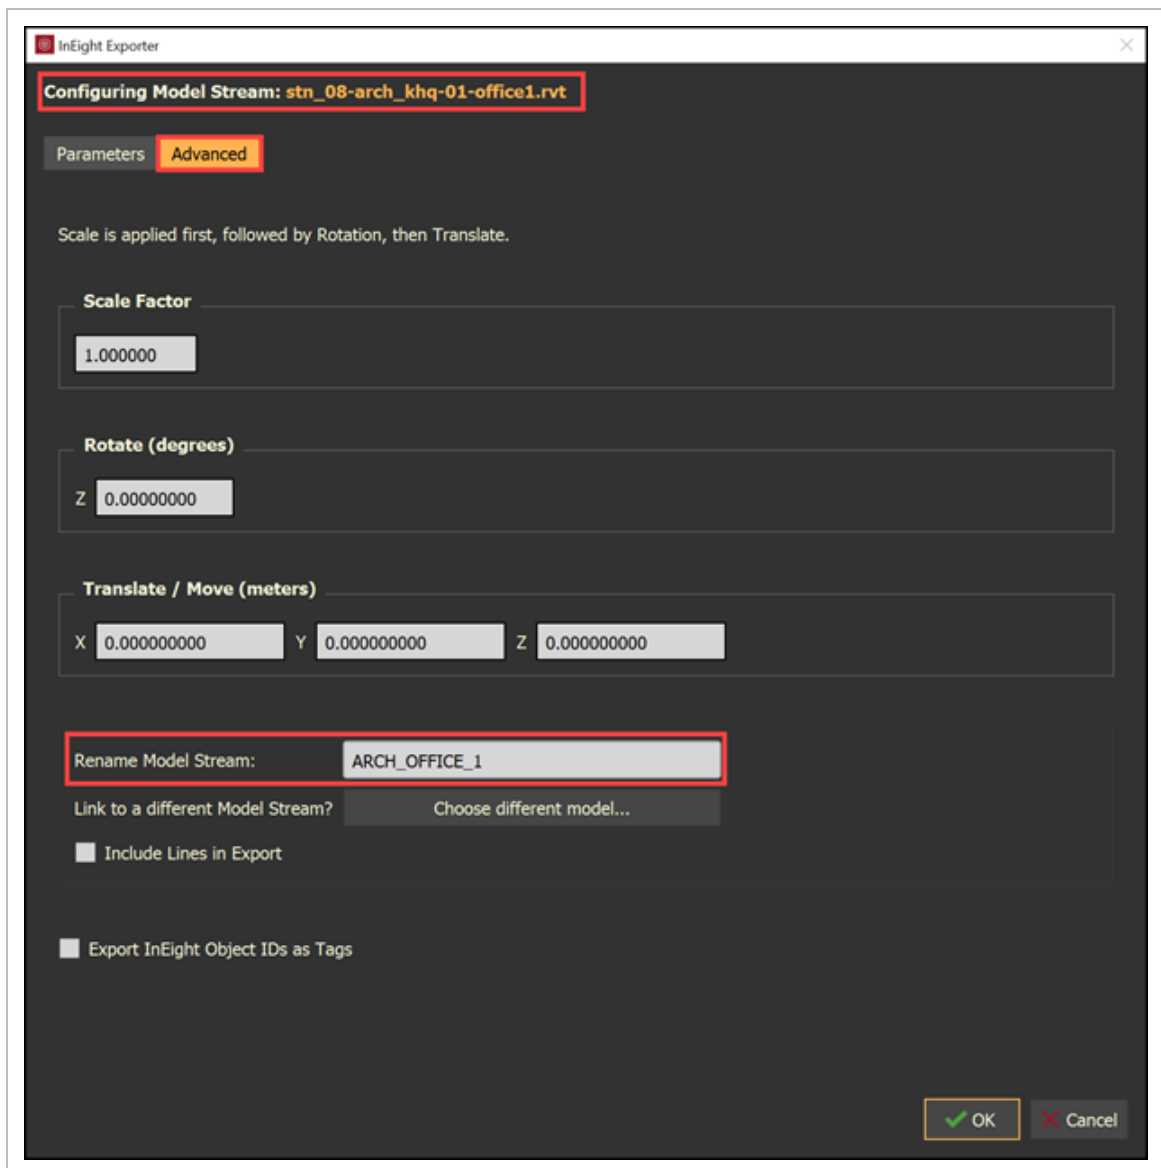 InEight Exporter
Configuring Model Stream: stn_08-arch_khq-01-office1.rvt
Parameters Advanced
Scale is applied first, followed by Rotation, then Translate.
Scale Factor
1.000000
Rotate (degrees)
Z 0.00000000
Translate / Move (meters)
X 0.000000000 Y 0.000000000 Z 0.000000000
Rename Model Stream: ARCH_OFFICE_1
Link to a different Model Stream? Choose different model...
Include Lines in Export
Export InEight Object IDs as Tags
OK Cancel